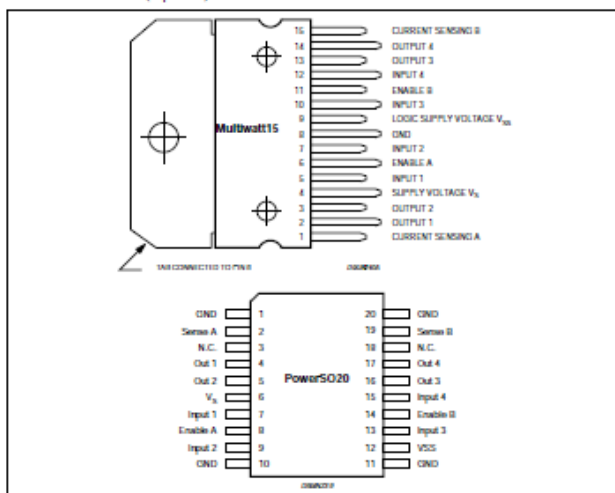 15 CURRENT SENSING B
14 OUTPUT 4
13 OUTPUT 3
12 INPUT 4
11 ENABLE B
10 INPUT 3
9 LOGIC SUPPLY VOLTAGE VSS
8 GND
7 INPUT 2
6 ENABLE A
5 INPUT 1
4 SUPPLY VOLTAGE VS
3 OUTPUT 2
2 OUTPUT 1
1 CURRENT SENSING A
Multiwatt15
TAB CONNECTED TO PIN 8
GND 1 20 GND
Sense A 2 19 Sense B
N.C. 3 18 N.C.
Out 1 4 17 Out 4
Out 2 5 16 Out 3
VS 6 15 Input 4
Input 1 7 14 Enable B
Enable A 8 13 Input 3
Input 2 9 12 VSS
GND 10 11 GND
PowerSO20